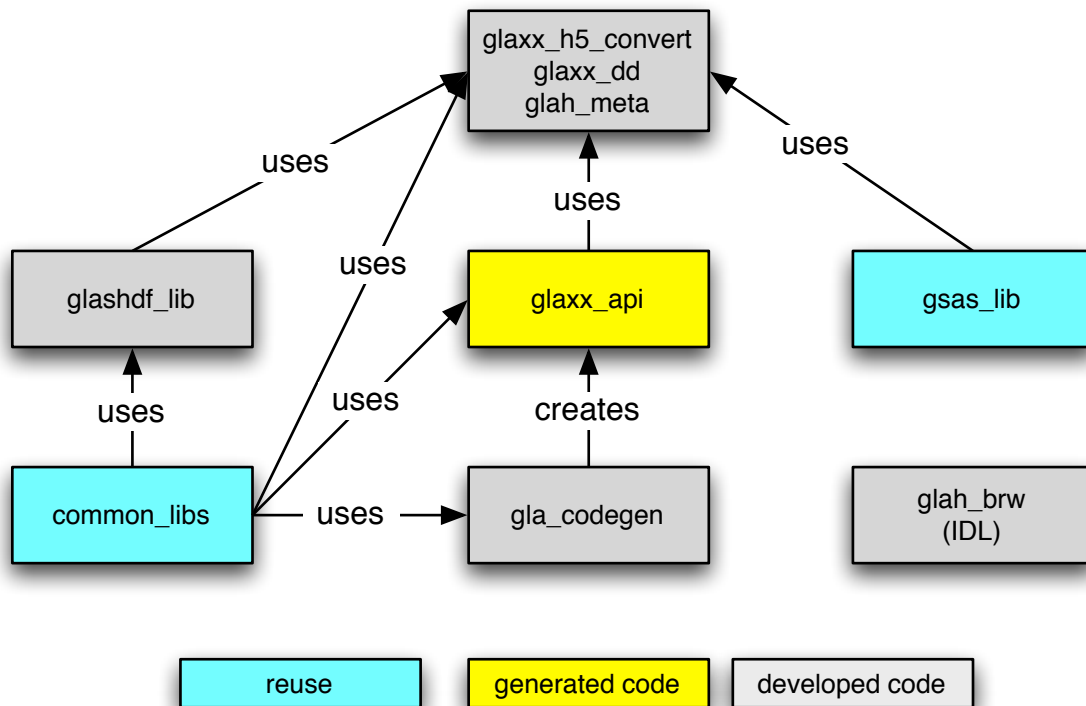 glaxx_h5_convert
glaxx_dd
glah_meta
uses
uses
uses
uses
glashdf_lib
glaxx_api
gsas_lib
uses
uses
creates
common_libs
uses
gla_codegen
glah_brw
(IDL)
reuse
generated code
developed code